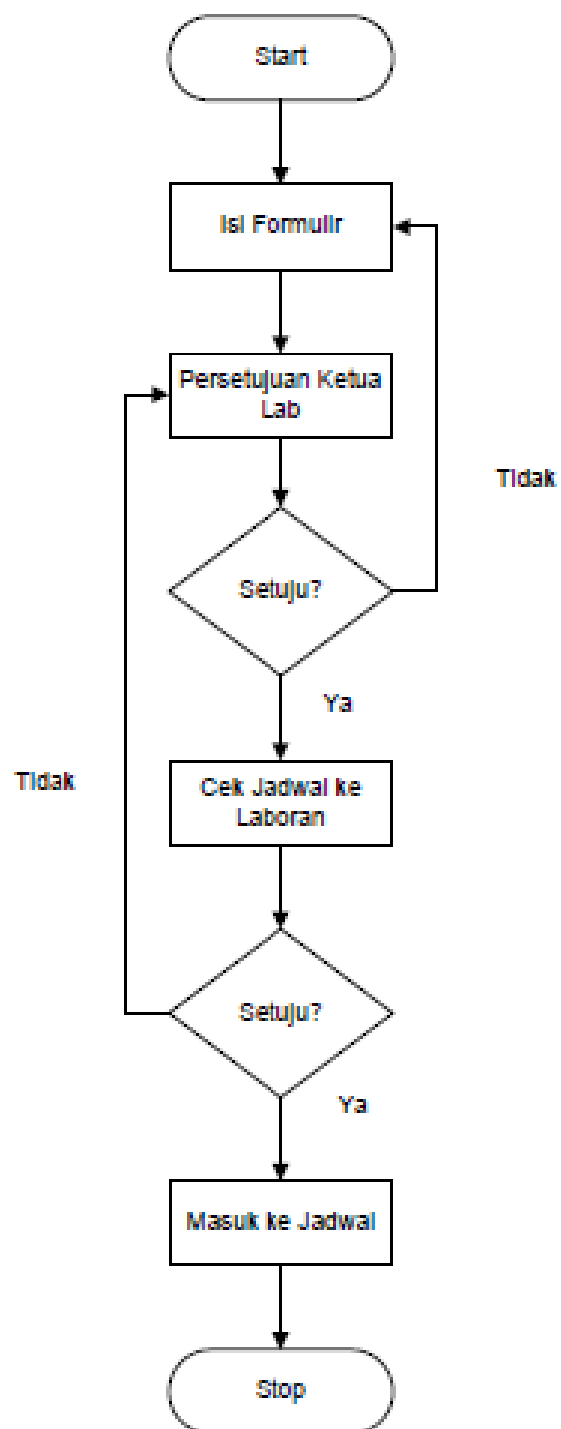 Start
Isi Formulir
Persetujuan Ketua
Lab
Tidak
Setuju?
Ya
Tidak
Cek Jadwal ke
Laboran
Setuju?
Ya
Masuk ke Jadwal
Stop